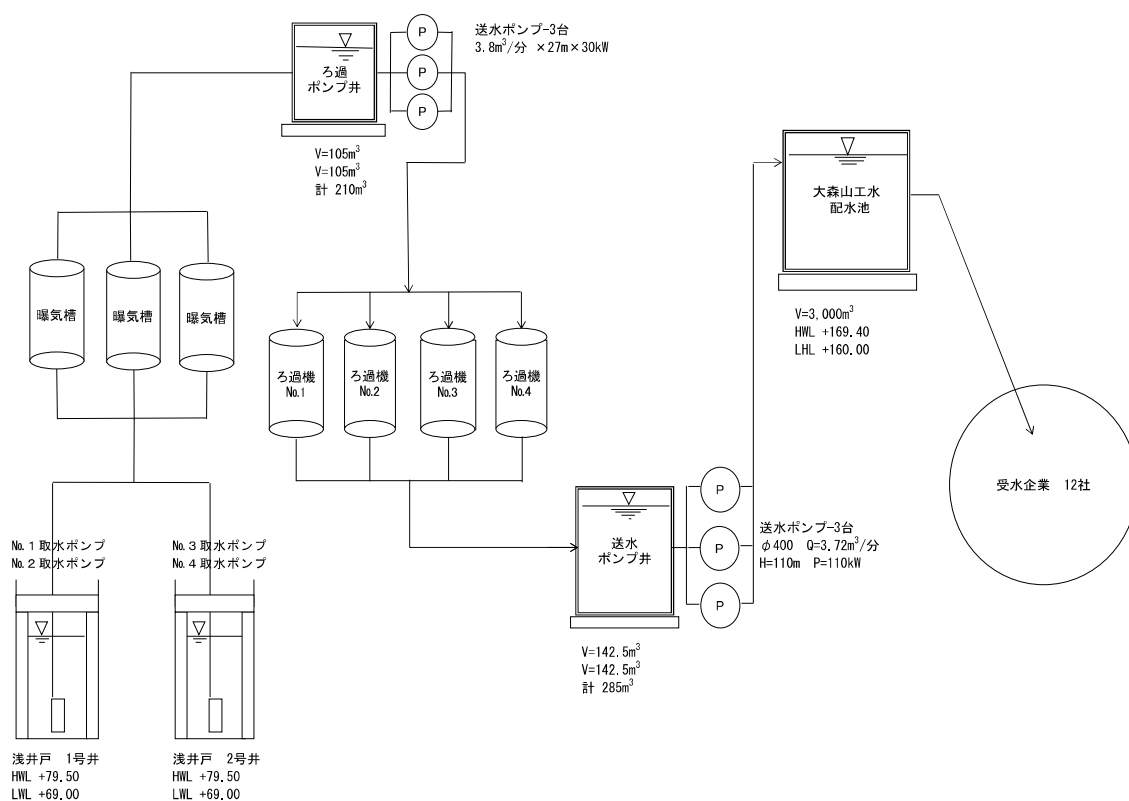 送水ポンプ-3台
3.8m³/分 ×27m×30kW
P
P
P
ろ過
ポンプ井
V=105m³
V=105m³
計 210m³
大森山工水
配水池
V=3,000m³
HWL +169.40
LHL +160.00
曝気槽
曝気槽
曝気槽
ろ過機
No.1
ろ過機
No.2
ろ過機
No.3
ろ過機
No.4
受水企業 12社
P
P
P
送水ポンプ-3台
φ400 Q=3.72m³/分
H=110m P=110kW
送水
ポンプ井
V=142.5m³
V=142.5m³
計 285m³
No.1取水ポンプ
No.2取水ポンプ
No.3取水ポンプ
No.4取水ポンプ
浅井戸 1号井
HWL +79.50
LWL +69.00
浅井戸 2号井
HWL +79.50
LWL +69.00